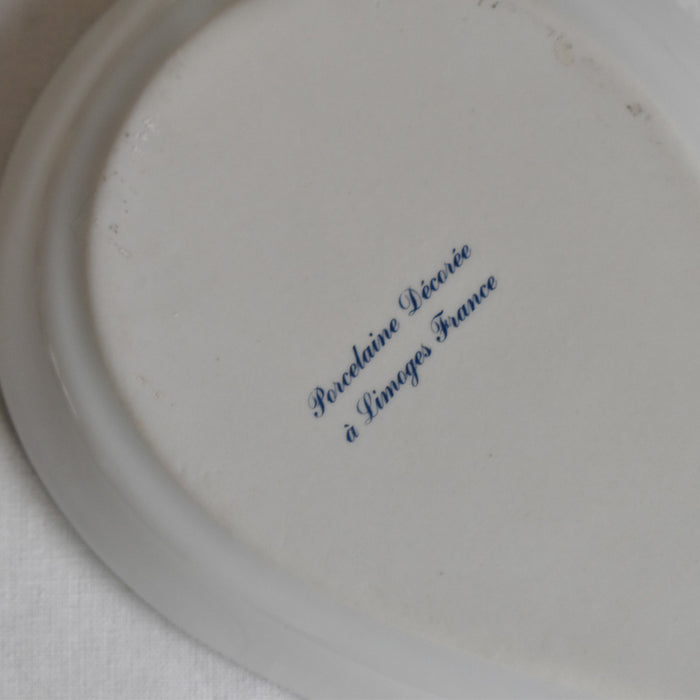 Porcelaine Décorée
à Limoges France